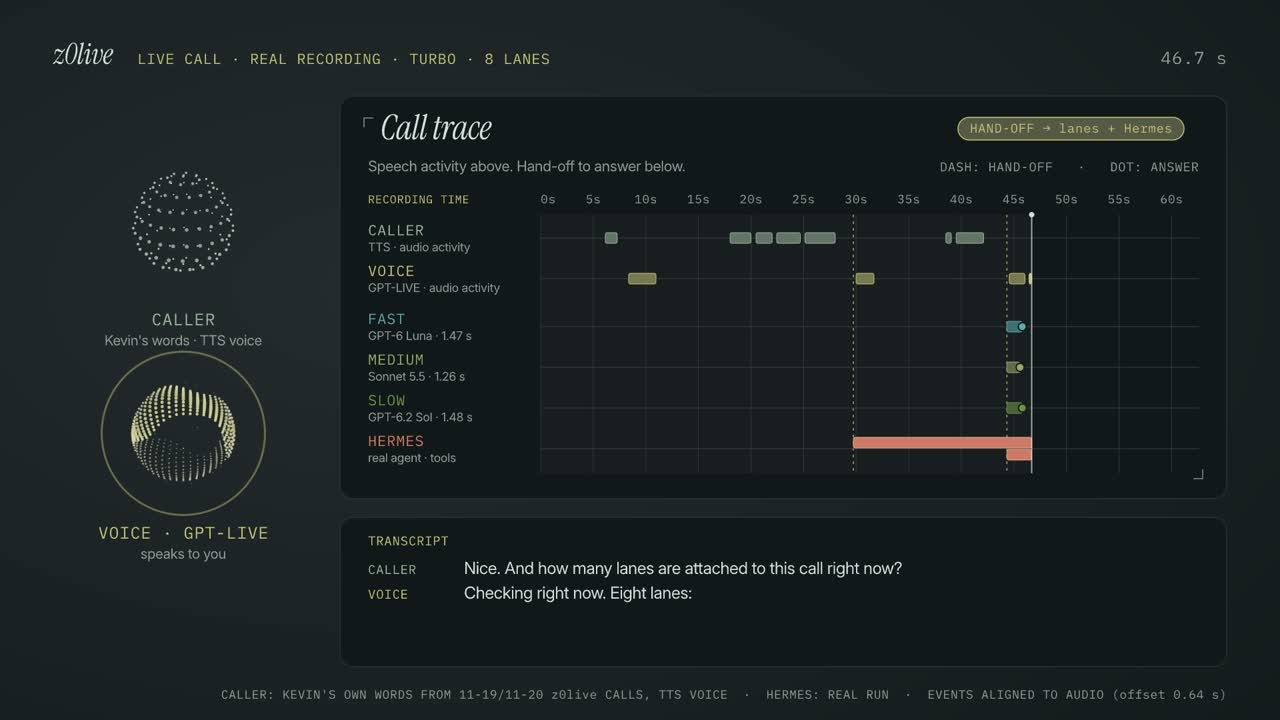 z0live LIVE CALL · REAL RECORDING · TURBO · 8 LANES 46.7 s
Call trace HAND-OFF → lanes + Hermes
Speech activity above. Hand-off to answer below. DASH: HAND-OFF · DOT: ANSWER
RECORDING TIME 0s 5s 10s 15s 20s 25s 30s 35s 40s 45s 50s 55s 60s
CALLER
TTS · audio activity
VOICE
GPT-LIVE · audio activity
FAST
GPT-6 Luna · 1.47 s
MEDIUM
Sonnet 5.5 · 1.26 s
SLOW
GPT-6.2 Sol · 1.48 s
HERMES
real agent · tools
CALLER
Kevin's words · TTS voice
VOICE · GPT-LIVE
speaks to you
TRANSCRIPT
CALLER Nice. And how many lanes are attached to this call right now?
VOICE Checking right now. Eight lanes:
CALLER: KEVIN'S OWN WORDS FROM 11-19/11-20 z0live CALLS, TTS VOICE · HERMES: REAL RUN · EVENTS ALIGNED TO AUDIO (offset 0.64 s)